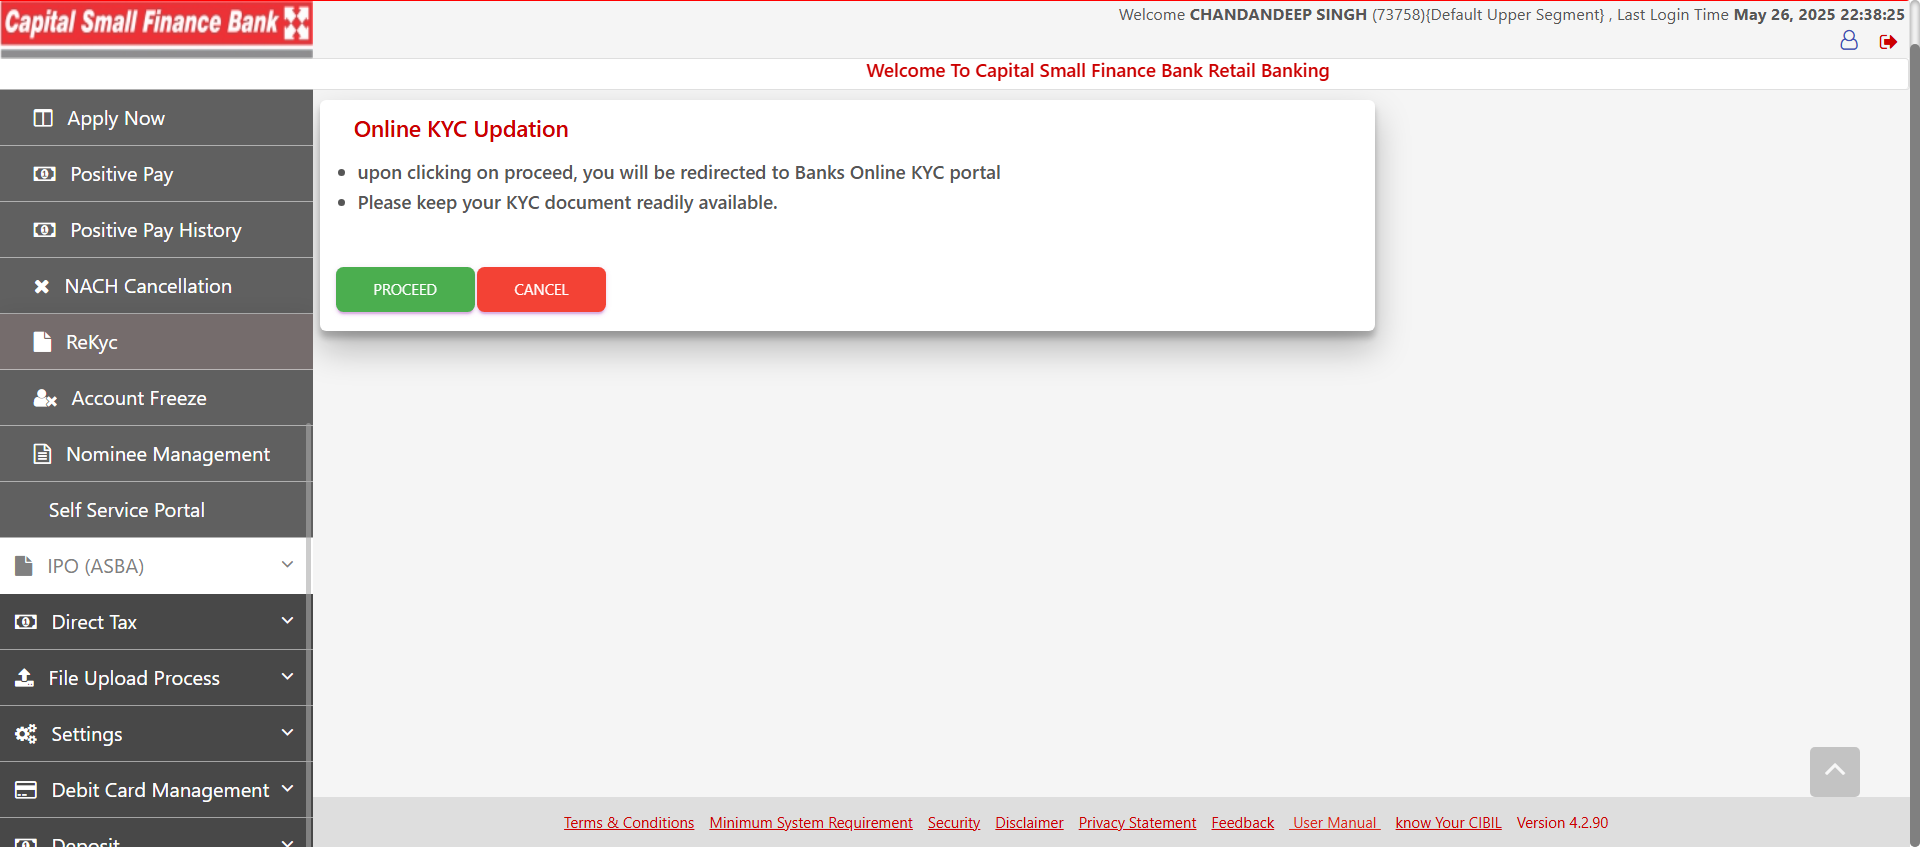 Capital Small Finance Bank
Welcome CHANDANDEEP SINGH (73758){Default Upper Segment} , Last Login Time May 26, 2025 22:38:25
Welcome To Capital Small Finance Bank Retail Banking
Apply Now
Positive Pay
Positive Pay History
NACH Cancellation
ReKyc
Account Freeze
Nominee Management
Self Service Portal
IPO (ASBA)
Direct Tax
File Upload Process
Settings
Debit Card Management
Deposit
Online KYC Updation
upon clicking on proceed, you will be redirected to Banks Online KYC portal
Please keep your KYC document readily available.
PROCEED CANCEL
Terms & Conditions Minimum System Requirement Security Disclaimer Privacy Statement Feedback User Manual know Your CIBIL Version 4.2.90